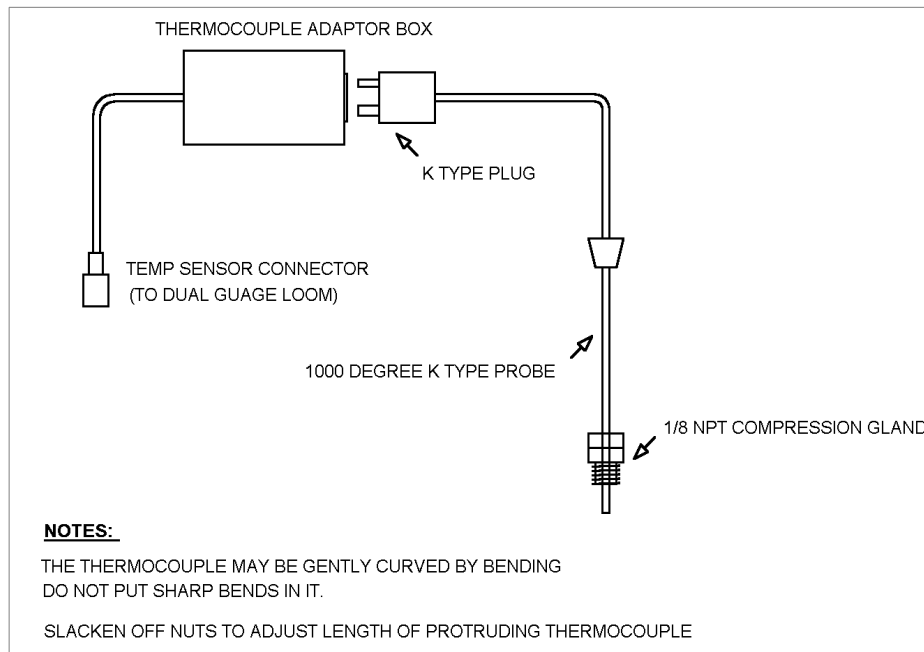 THERMOCOUPLE ADAPTOR BOX
K TYPE PLUG
TEMP SENSOR CONNECTOR
(TO DUAL GUAGE LOOM)
1000 DEGREE K TYPE PROBE
1/8 NPT COMPRESSION GLAND
NOTES:
THE THERMOCOUPLE MAY BE GENTLY CURVED BY BENDING
DO NOT PUT SHARP BENDS IN IT.
SLACKEN OFF NUTS TO ADJUST LENGTH OF PROTRUDING THERMOCOUPLE